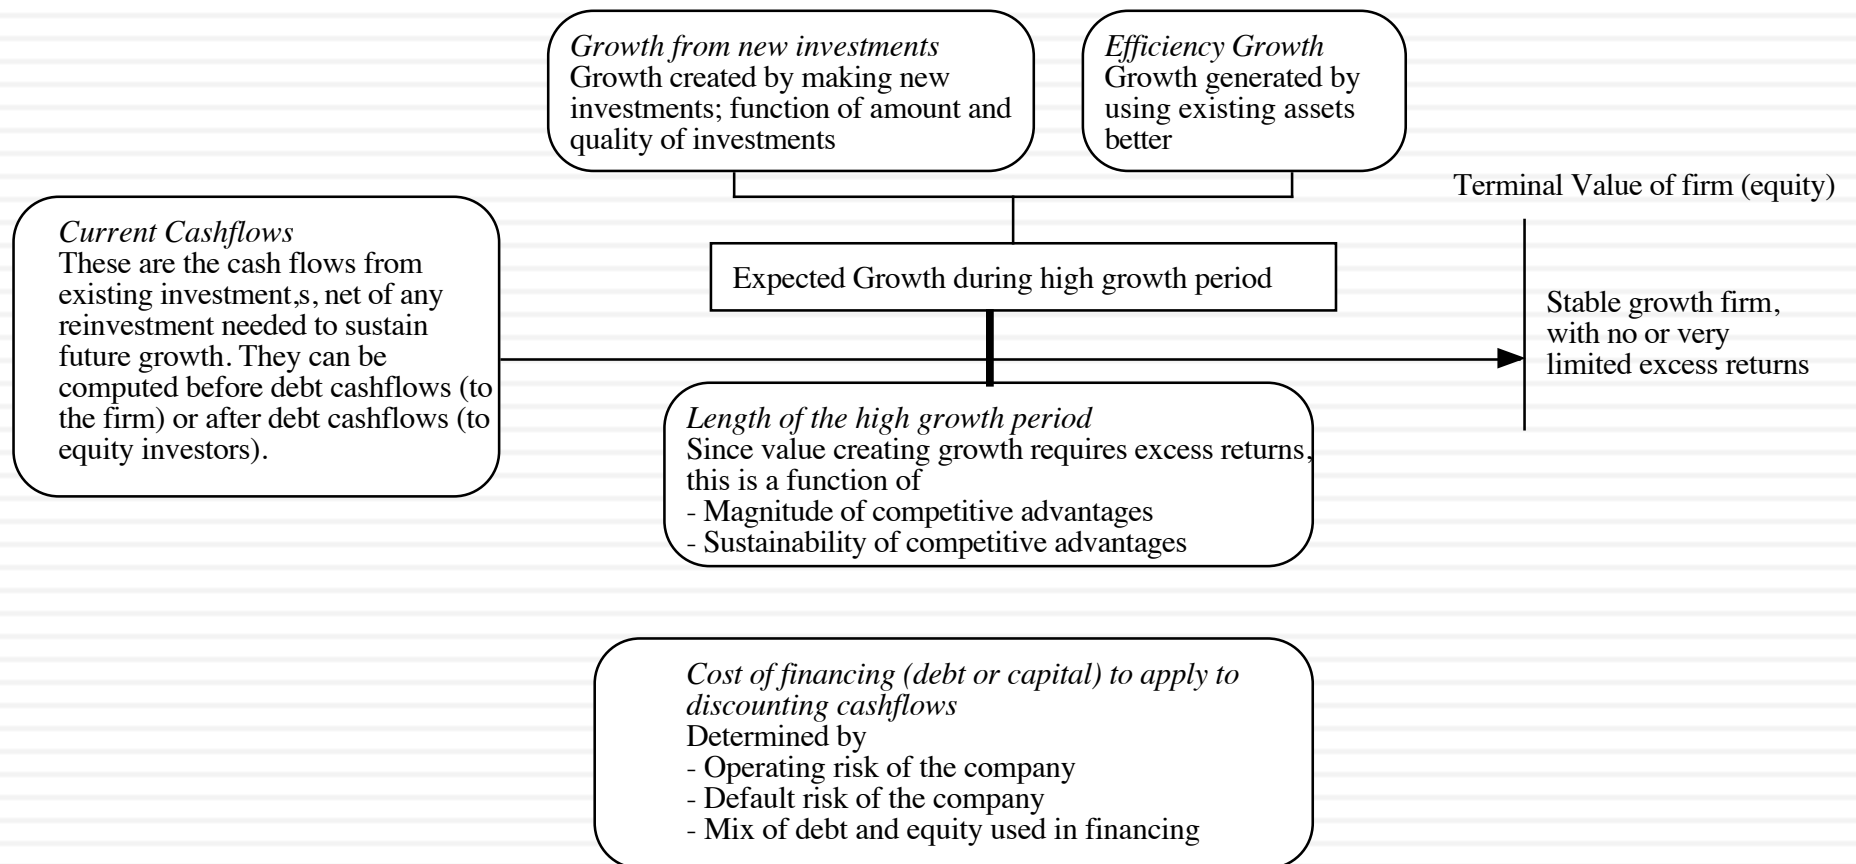 Growth from new investments
Growth created by making new
investments; function of amount and
quality of investments
Efficiency Growth
Growth generated by
using existing assets
better
Terminal Value of firm (equity)
Current Cashflows
These are the cash flows from
existing investment,s, net of any
reinvestment needed to sustain
future growth. They can be
computed before debt cashflows (to
the firm) or after debt cashflows (to
equity investors).
Expected Growth during high growth period
Stable growth firm,
with no or very
limited excess returns
Length of the high growth period
Since value creating growth requires excess returns,
this is a function of
- Magnitude of competitive advantages
- Sustainability of competitive advantages
Cost of financing (debt or capital) to apply to
discounting cashflows
Determined by
- Operating risk of the company
- Default risk of the company
- Mix of debt and equity used in financing